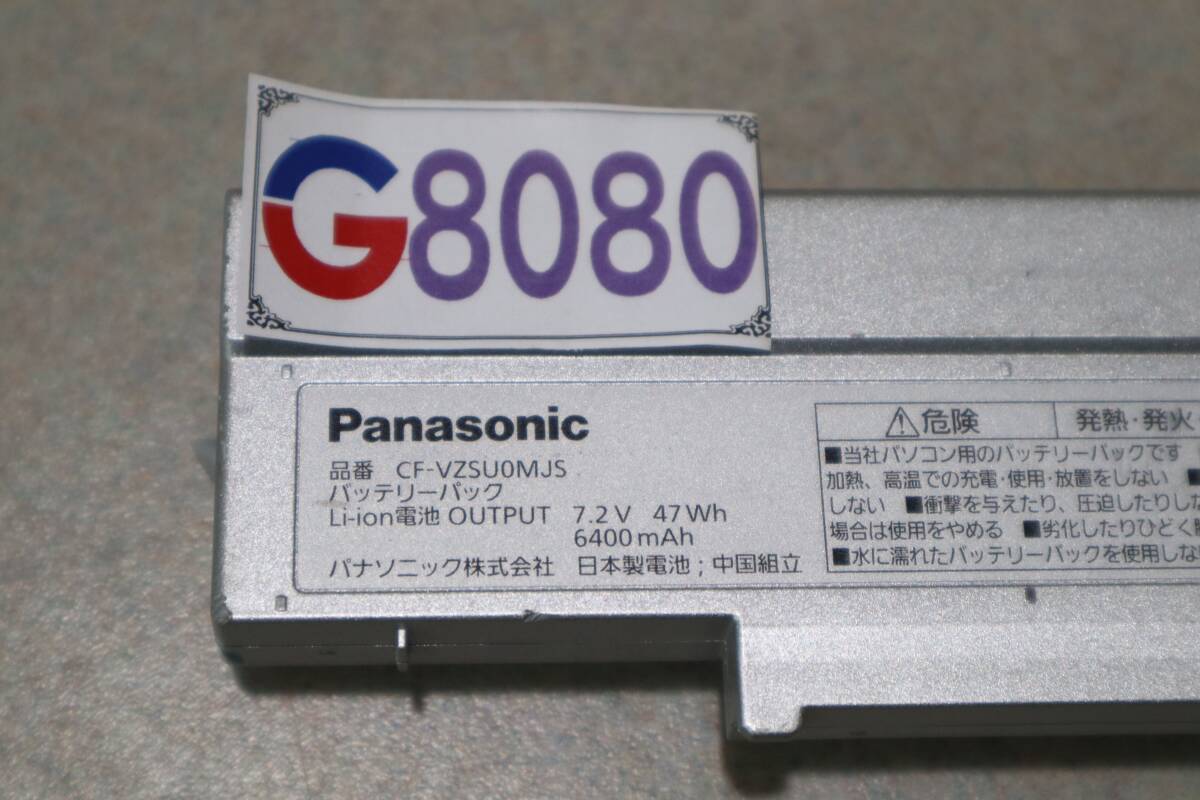 G8080
Panasonic
品番 CF-VZSU0MJS
バッテリーパック
Li-ion電池 OUTPUT 7.2V 47Wh
6400mAh
パナソニック株式会社 日本製電池；中国組立
⚠危険 発熱・発火
■当社パソコン用のバッテリーパックです
加熱、高温での充電・使用・放置をしない ■
しない ■衝撃を与えたり、圧迫したりしな
場合は使用をやめる ■劣化したりひどく
■水に濡れたバッテリーパックを使用しな